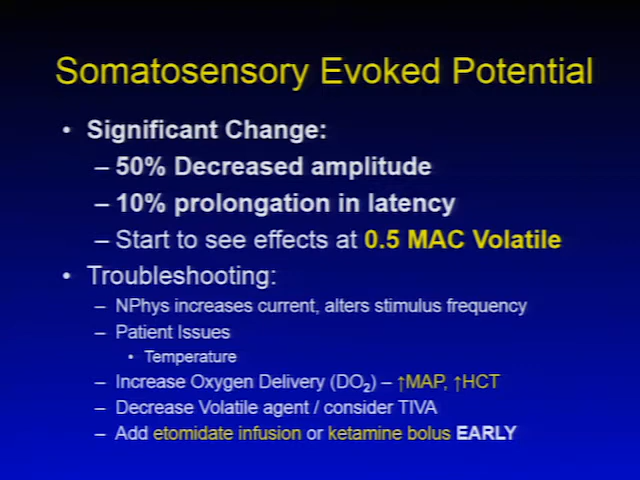 Somatosensory Evoked Potential
• Significant Change:
– 50% Decreased amplitude
– 10% prolongation in latency
– Start to see effects at 0.5 MAC Volatile
• Troubleshooting:
– NPhys increases current, alters stimulus frequency
– Patient Issues
• Temperature
– Increase Oxygen Delivery (DO₂) – ↑MAP, ↑HCT
– Decrease Volatile agent / consider TIVA
– Add etomidate infusion or ketamine bolus EARLY